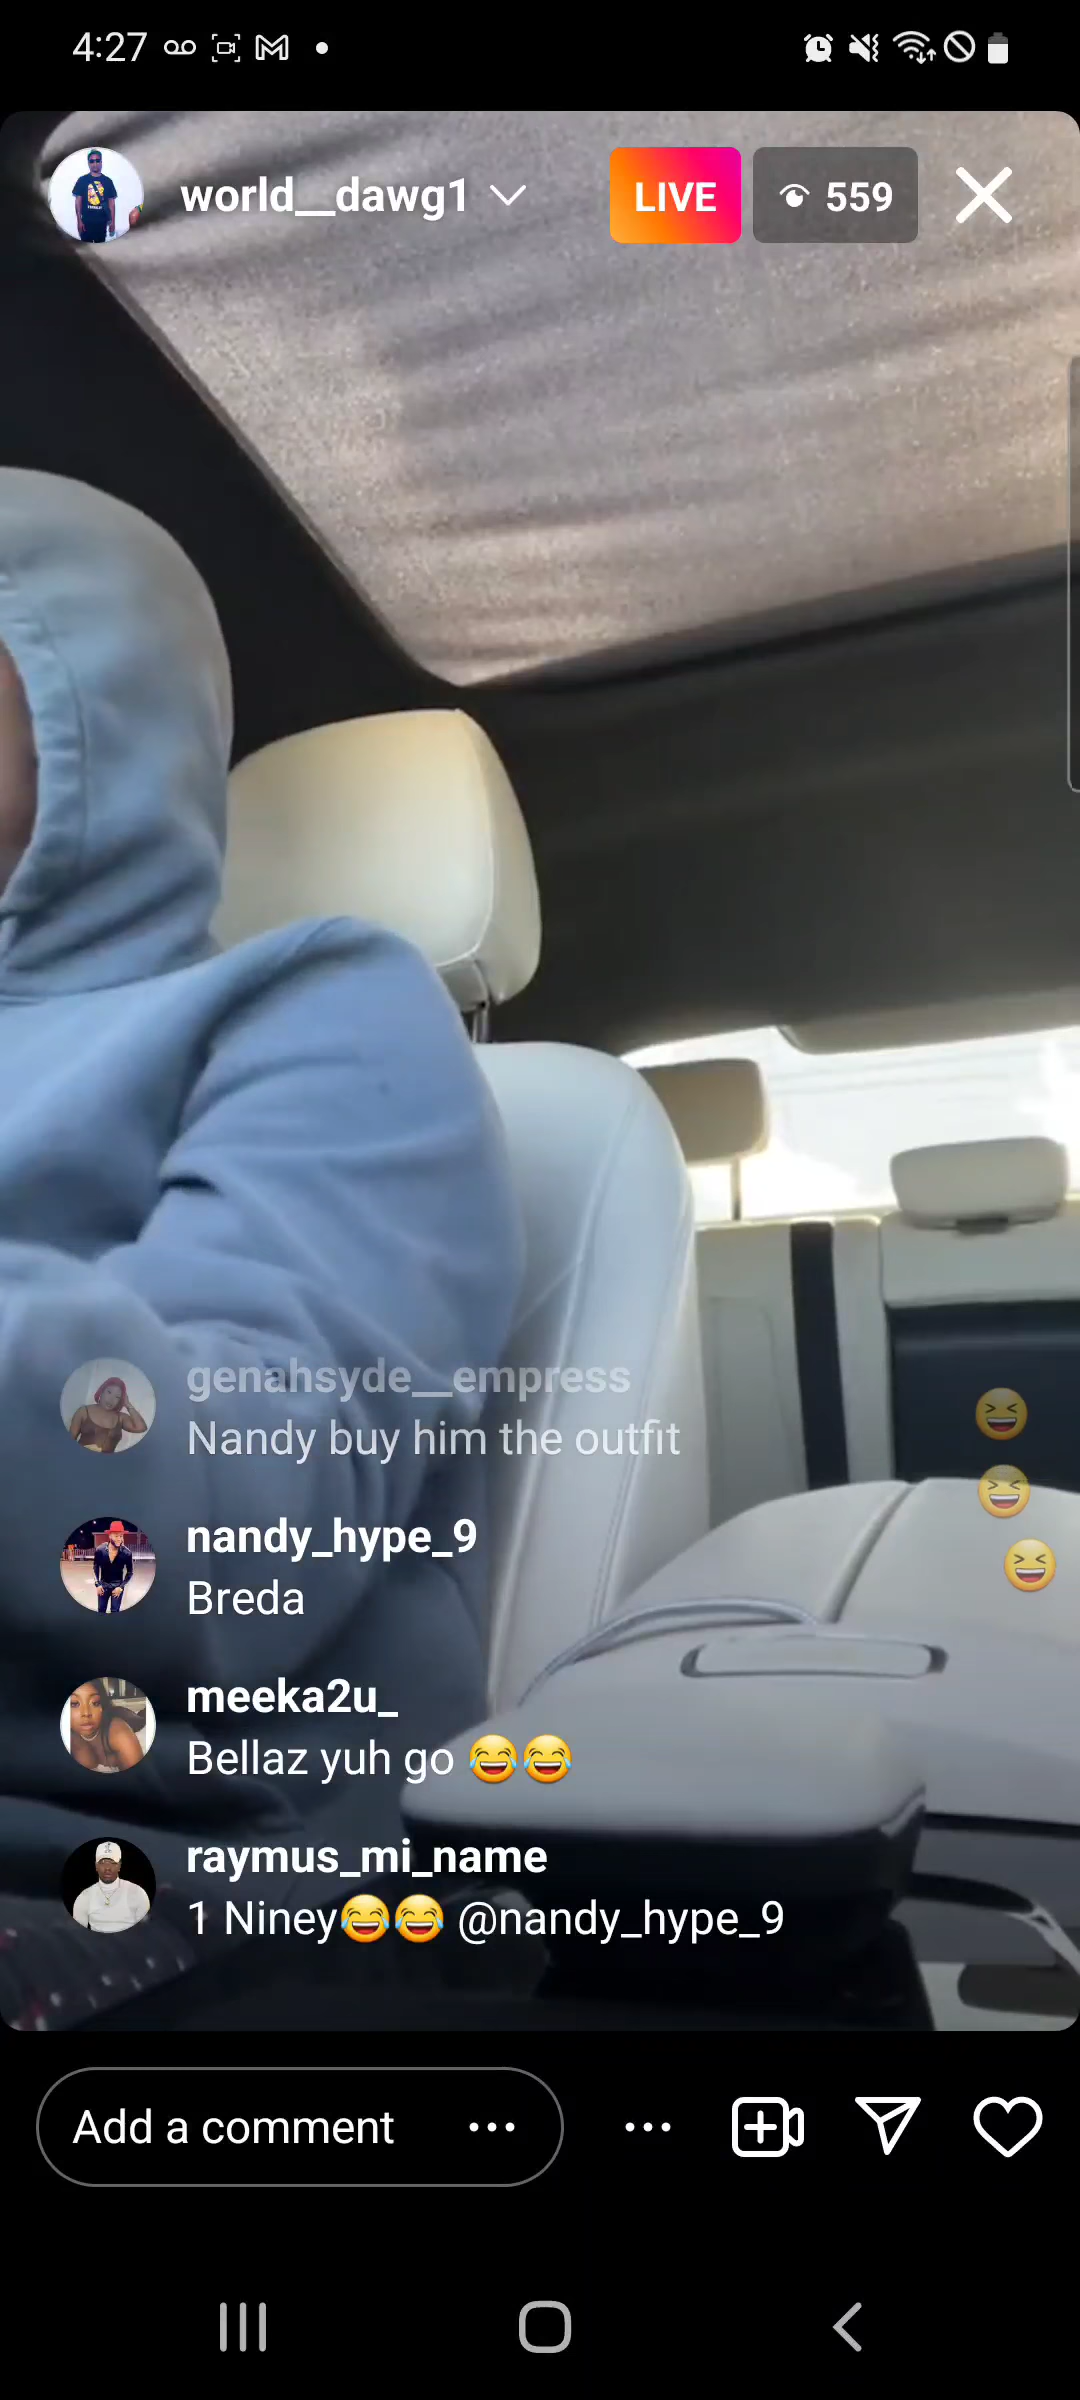 4:27
world__dawg1
LIVE
559
genahsyde__empress
Nandy buy him the outfit
nandy_hype_9
Breda
meeka2u_
Bellaz yuh go 😂😂
raymus_mi_name
1 Niney😂😂 @nandy_hype_9
Add a comment